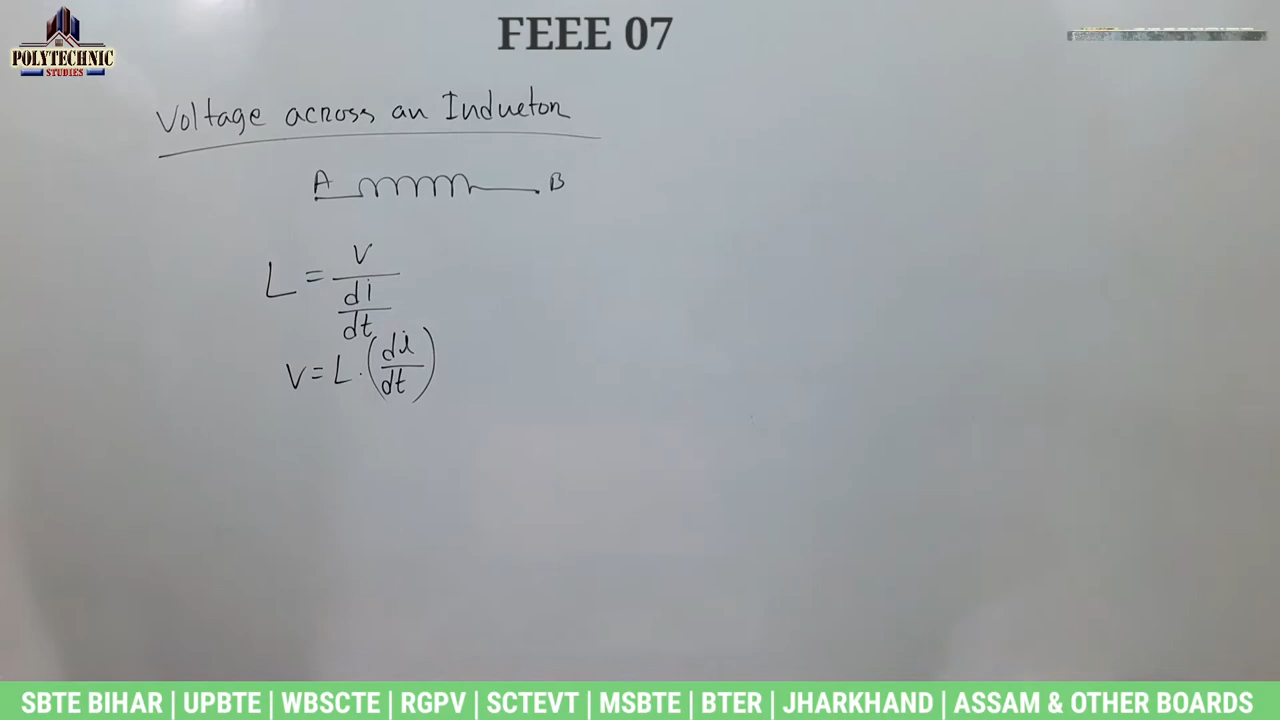 FEEE 07
POLYTECHNIC
STUDIES
Voltage across an Inductor
A B
L = v
di
dt
v = L . (di
dt)
SBTE BIHAR | UPBTE | WBSCTE | RGPV | SCTEVT | MSBTE | BTER | JHARKHAND | ASSAM & OTHER BOARDS